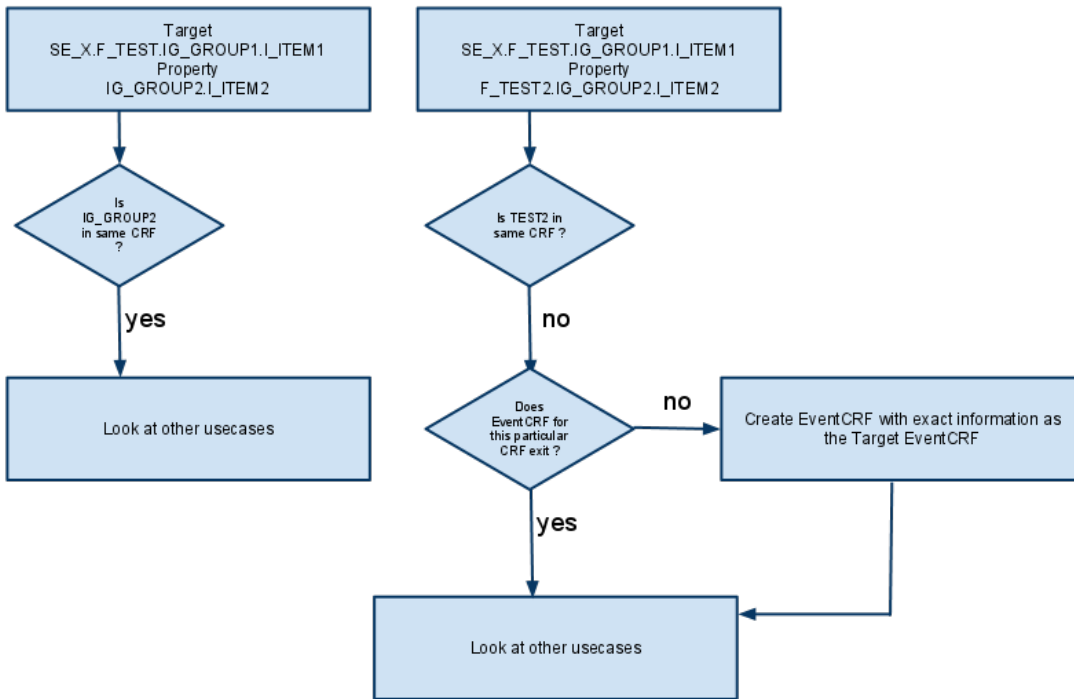 Target
SE_X.F_TEST.IG_GROUP1.I_ITEM1
Property
IG_GROUP2.I_ITEM2
Is
IG_GROUP2
in same CRF
?
yes
Look at other usecases
Target
SE_X.F_TEST.IG_GROUP1.I_ITEM1
Property
F_TEST2.IG_GROUP2.I_ITEM2
Is TEST2 in
same CRF ?
no
Does
EventCRF for
this particular
CRF exit ?
no
Create EventCRF with exact information as
the Target EventCRF
yes
Look at other usecases